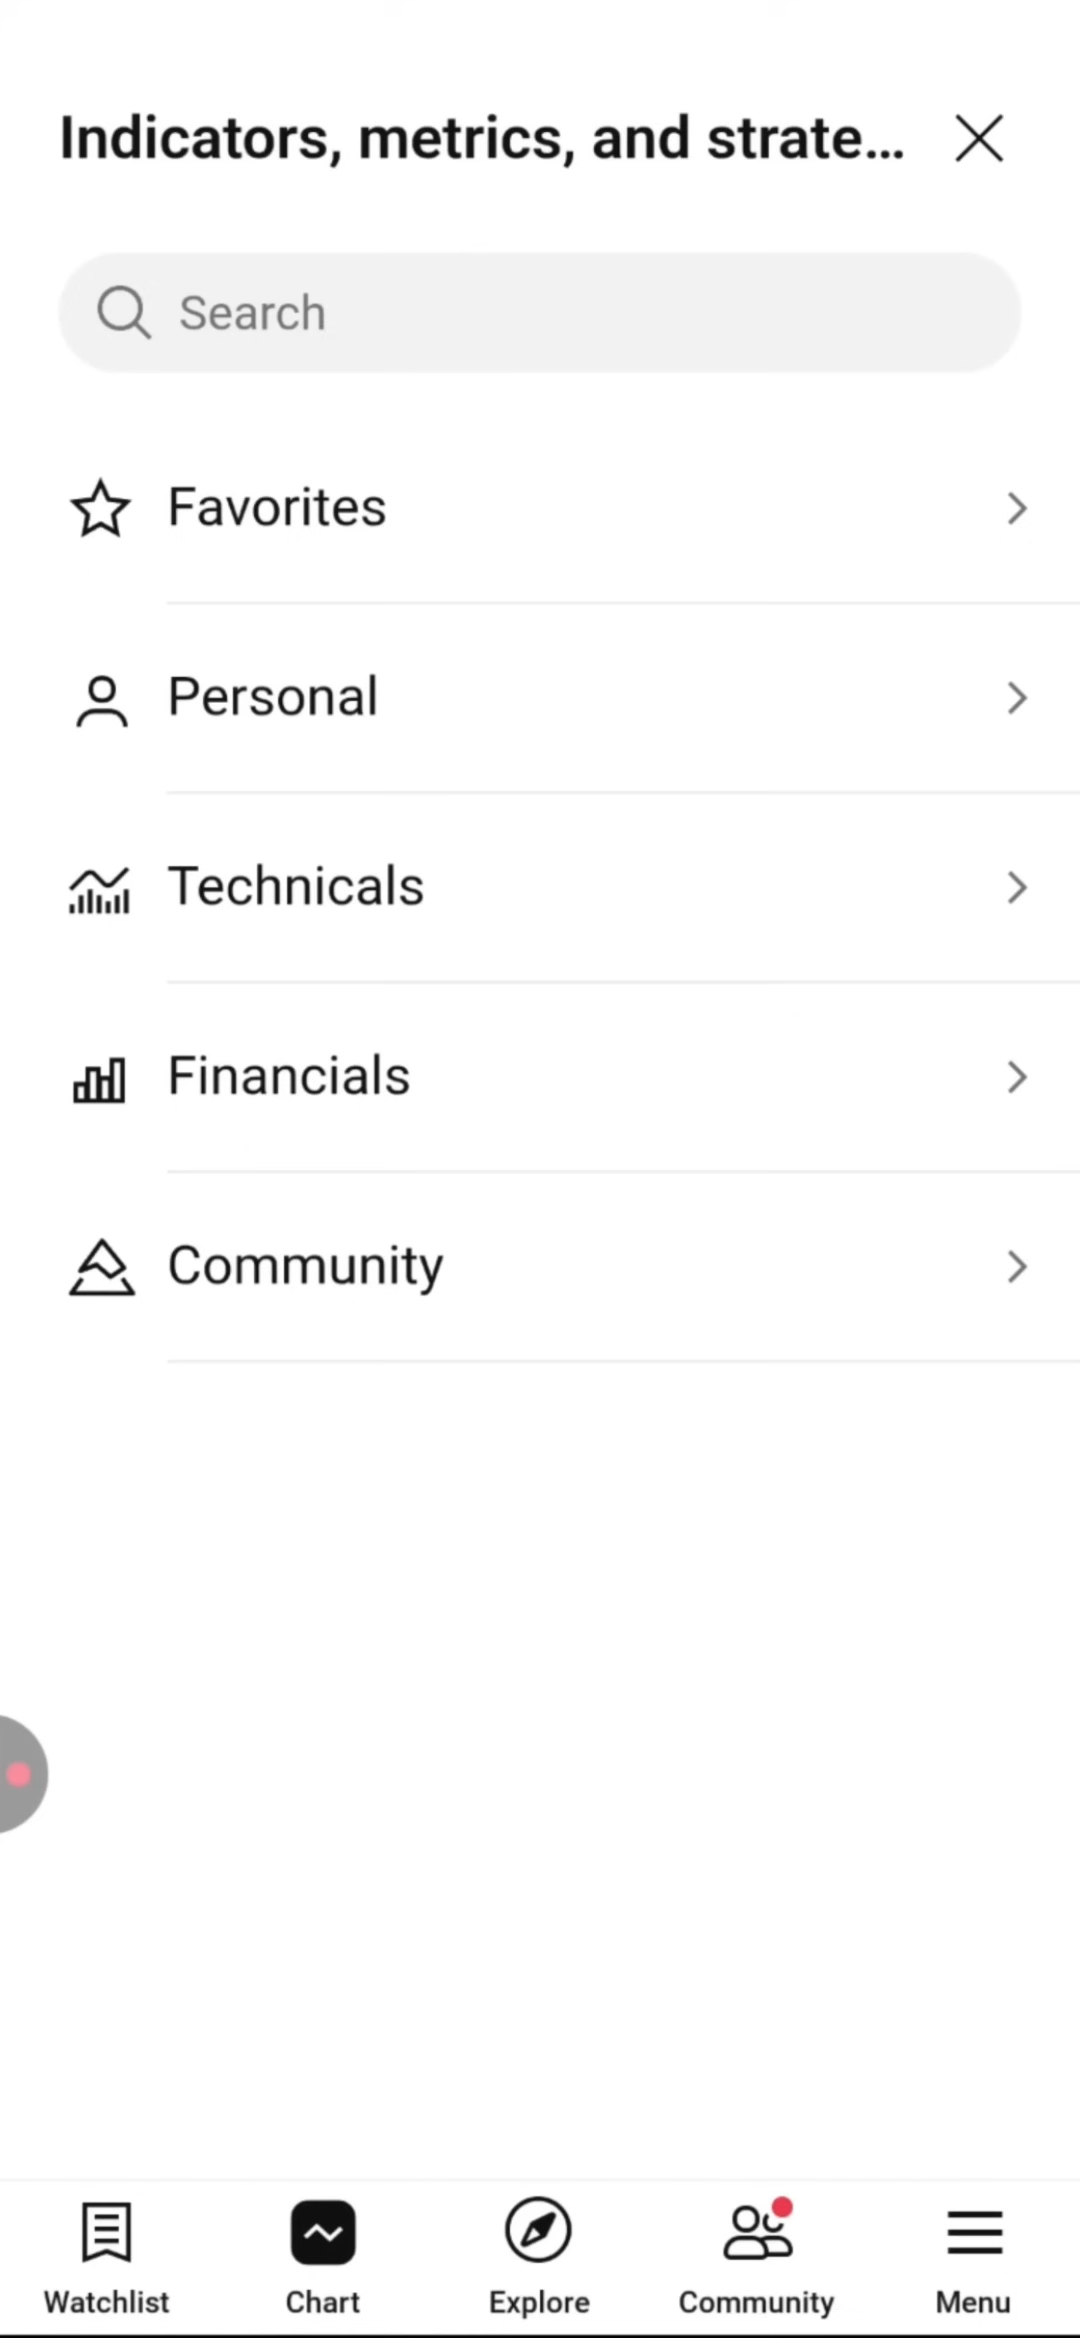 Indicators, metrics, and strate...
Search
Favorites
Personal
Technicals
Financials
Community
Watchlist
Chart
Explore
Community
Menu